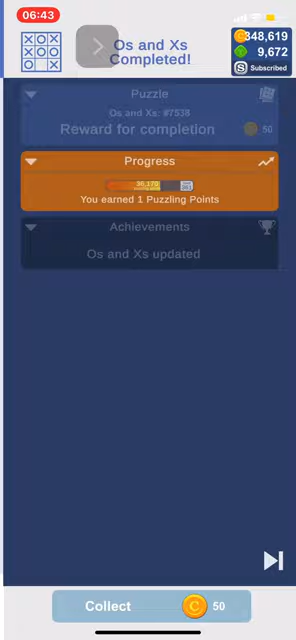 06:43
Os and Xs
Completed!
348,619
9,672
Subscribed
Puzzle
Os and Xs: #7538
Reward for completion
50
Progress
You earned 1 Puzzling Points
Achievements
Os and Xs updated
Collect
50